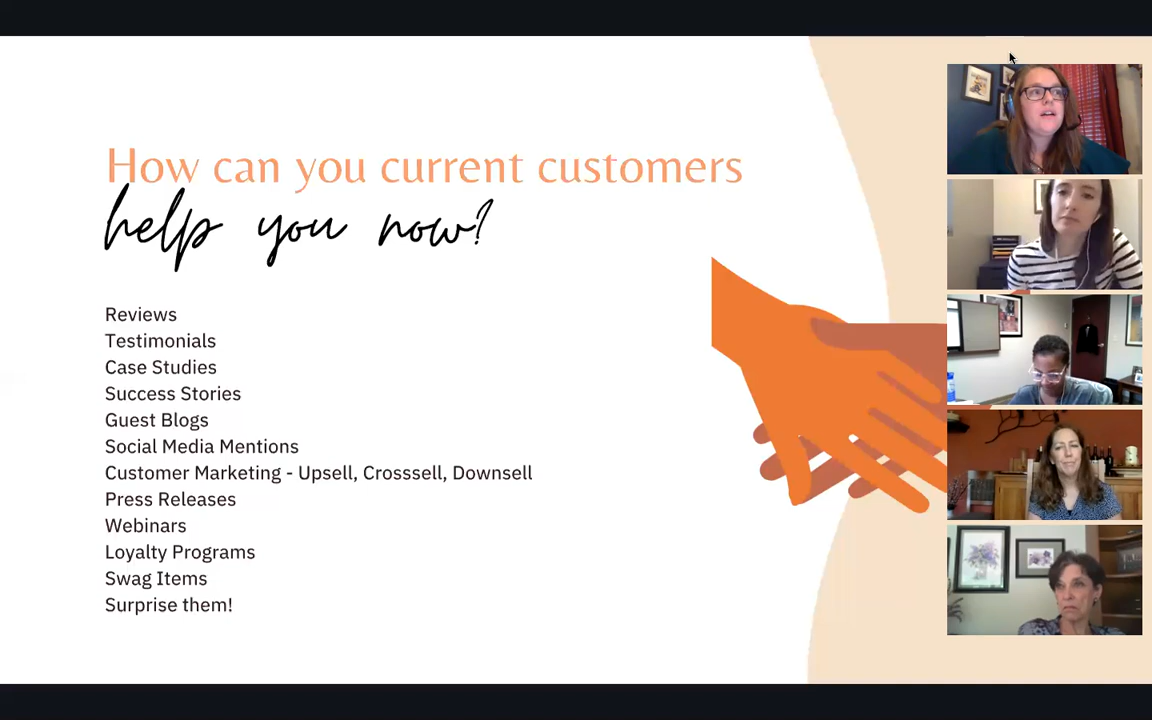 How can you current customers
help you now?
Reviews
Testimonials
Case Studies
Success Stories
Guest Blogs
Social Media Mentions
Customer Marketing - Upsell, Crosssell, Downsell
Press Releases
Webinars
Loyalty Programs
Swag Items
Surprise them!